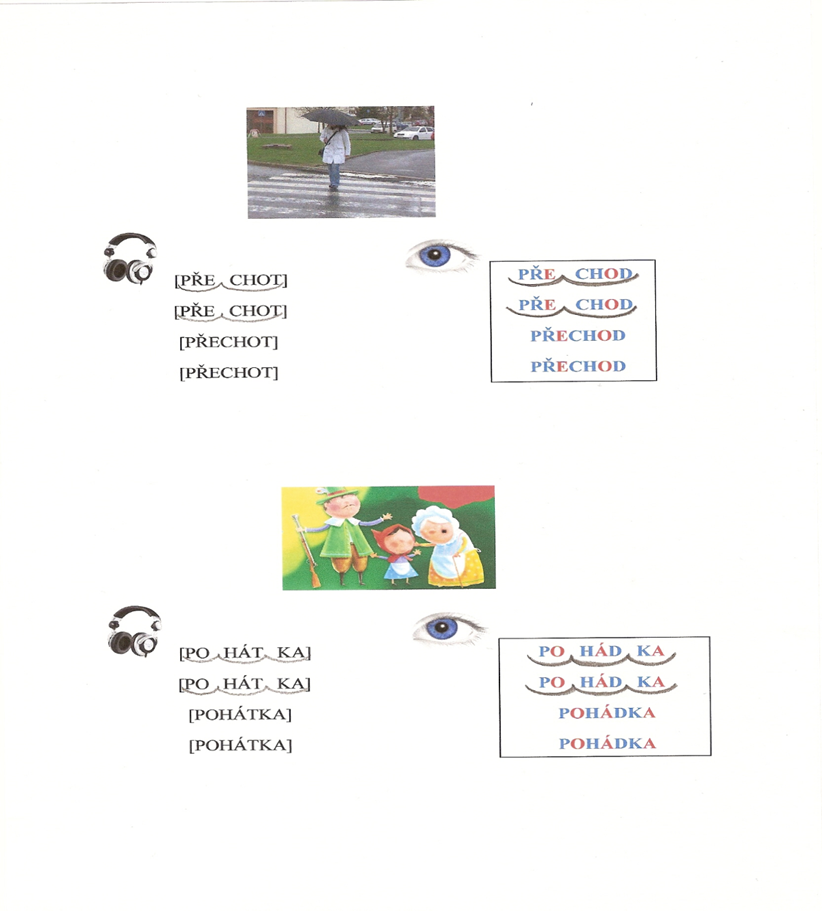 [PŘE CHOT]
[PŘE CHOT]
[PŘECHOT]
[PŘECHOT]
PŘE CHOD
PŘE CHOD
PŘECHOD
PŘECHOD
[PO HÁT KA]
[PO HÁT KA]
[POHÁTKA]
[POHÁTKA]
PO HÁD KA
PO HÁD KA
POHÁDKA
POHÁDKA